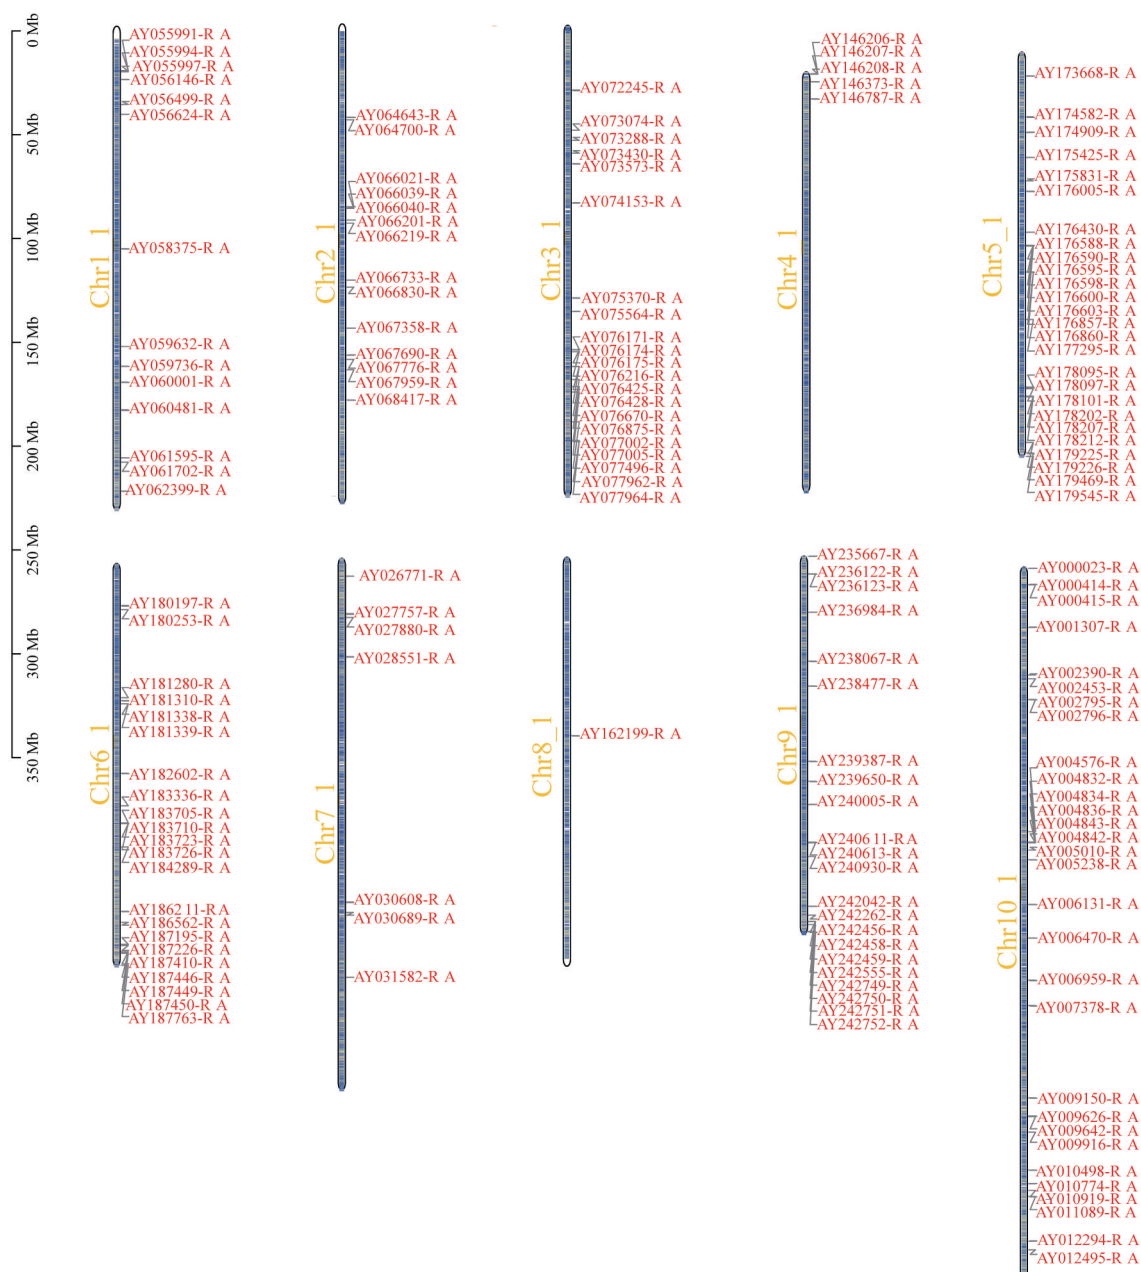 0 Mb
50 Mb
100 Mb
150 Mb
200 Mb
250 Mb
300 Mb
350 Mb
Chr1_1
AY055991-R A
AY055994-R A
AY055997-R A
AY056146-R A
AY056499-R A
AY056624-R A
AY058375-R A
AY059632-R A
AY059736-R A
AY060001-R A
AY060481-R A
AY061595-R A
AY061702-R A
AY062399-R A
Chr2_1
AY064643-R A
AY064700-R A
AY066021-R A
AY066039-R A
AY066040-R A
AY066201-R A
AY066219-R A
AY066733-R A
AY066830-R A
AY067358-R A
AY067690-R A
AY067776-R A
AY067959-R A
AY068417-R A
Chr3_1
AY072245-R A
AY073074-R A
AY073288-R A
AY073430-R A
AY073573-R A
AY074153-R A
AY075370-R A
AY075564-R A
AY076171-R A
AY076174-R A
AY076175-R A
AY076216-R A
AY076425-R A
AY076428-R A
AY076670-R A
AY076875-R A
AY077002-R A
AY077005-R A
AY077496-R A
AY077962-R A
AY077964-R A
Chr4_1
AY146206-R A
AY146207-R A
AY146208-R A
AY146373-R A
AY146787-R A
Chr5_1
AY173668-R A
AY174582-R A
AY174909-R A
AY175425-R A
AY175831-R A
AY176005-R A
AY176430-R A
AY176588-R A
AY176590-R A
AY176595-R A
AY176598-R A
AY176600-R A
AY176603-R A
AY176857-R A
AY176860-R A
AY177295-R A
AY178095-R A
AY178097-R A
AY178101-R A
AY178202-R A
AY178207-R A
AY178212-R A
AY179225-R A
AY179226-R A
AY179469-R A
AY179545-R A
Chr6_1
AY180197-R A
AY180253-R A
AY181280-R A
AY181310-R A
AY181338-R A
AY181339-R A
AY182602-R A
AY183336-R A
AY183705-R A
AY183710-R A
AY183723-R A
AY183726-R A
AY184289-R A
AY186211-RA
AY186562-R A
AY187195-R A
AY187226-R A
AY187410-R A
AY187446-R A
AY187449-R A
AY187450-R A
AY187763-R A
Chr7_1
AY026771-R A
AY027757-R A
AY027880-R A
AY028551-R A
AY030608-R A
AY030689-R A
AY031582-R A
Chr8_1
AY162199-R A
Chr9_1
AY235667-R A
AY236122-R A
AY236123-R A
AY236984-R A
AY238067-R A
AY238477-R A
AY239387-R A
AY239650-R A
AY240005-R A
AY240611-RA
AY240613-R A
AY240930-R A
AY242042-R A
AY242262-R A
AY242456-R A
AY242458-R A
AY242459-R A
AY242555-R A
AY242749-R A
AY242750-R A
AY242751-R A
AY242752-R A
Chr10_1
AY000023-R A
AY000414-R A
AY000415-R A
AY001307-R A
AY002390-R A
AY002453-R A
AY002795-R A
AY002796-R A
AY004576-R A
AY004832-R A
AY004834-R A
AY004836-R A
AY004843-R A
AY004842-R A
AY005010-R A
AY005238-R A
AY006131-R A
AY006470-R A
AY006959-R A
AY007378-R A
AY009150-R A
AY009626-R A
AY009642-R A
AY009916-R A
AY010498-R A
AY010774-R A
AY010919-R A
AY011089-R A
AY012294-R A
AY012495-R A